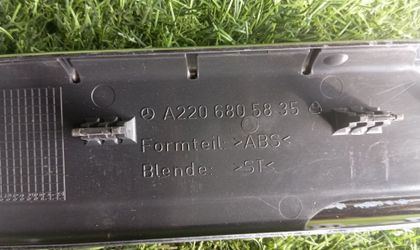 A220 680 58 35
Formteil: >ABS<
Blende: >ST<